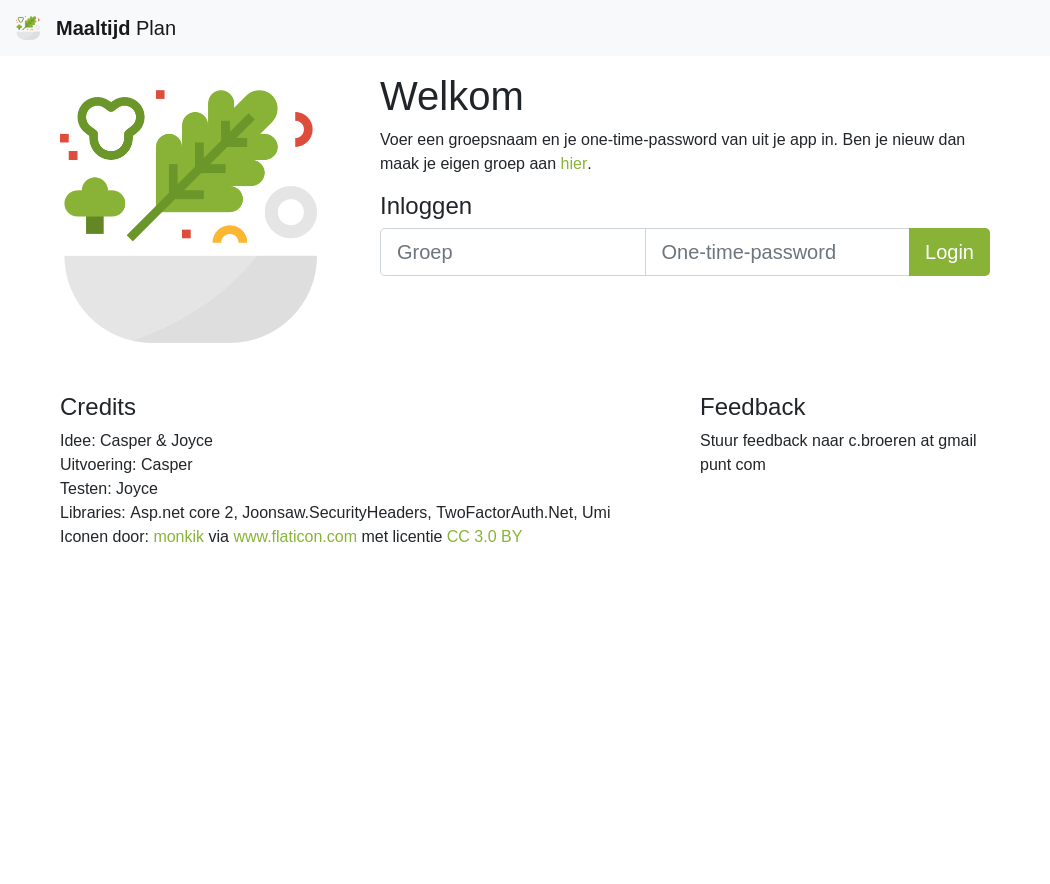 Maaltijd Plan
Welkom
Voer een groepsnaam en je one-time-password van uit je app in. Ben je nieuw dan
maak je eigen groep aan hier.
Inloggen
Groep
One-time-password
Login
Credits
Idee: Casper & Joyce
Uitvoering: Casper
Testen: Joyce
Libraries: Asp.net core 2, Joonsaw.SecurityHeaders, TwoFactorAuth.Net, Umi
Iconen door: monkik via www.flaticon.com met licentie CC 3.0 BY
Feedback
Stuur feedback naar c.broeren at gmail
punt com